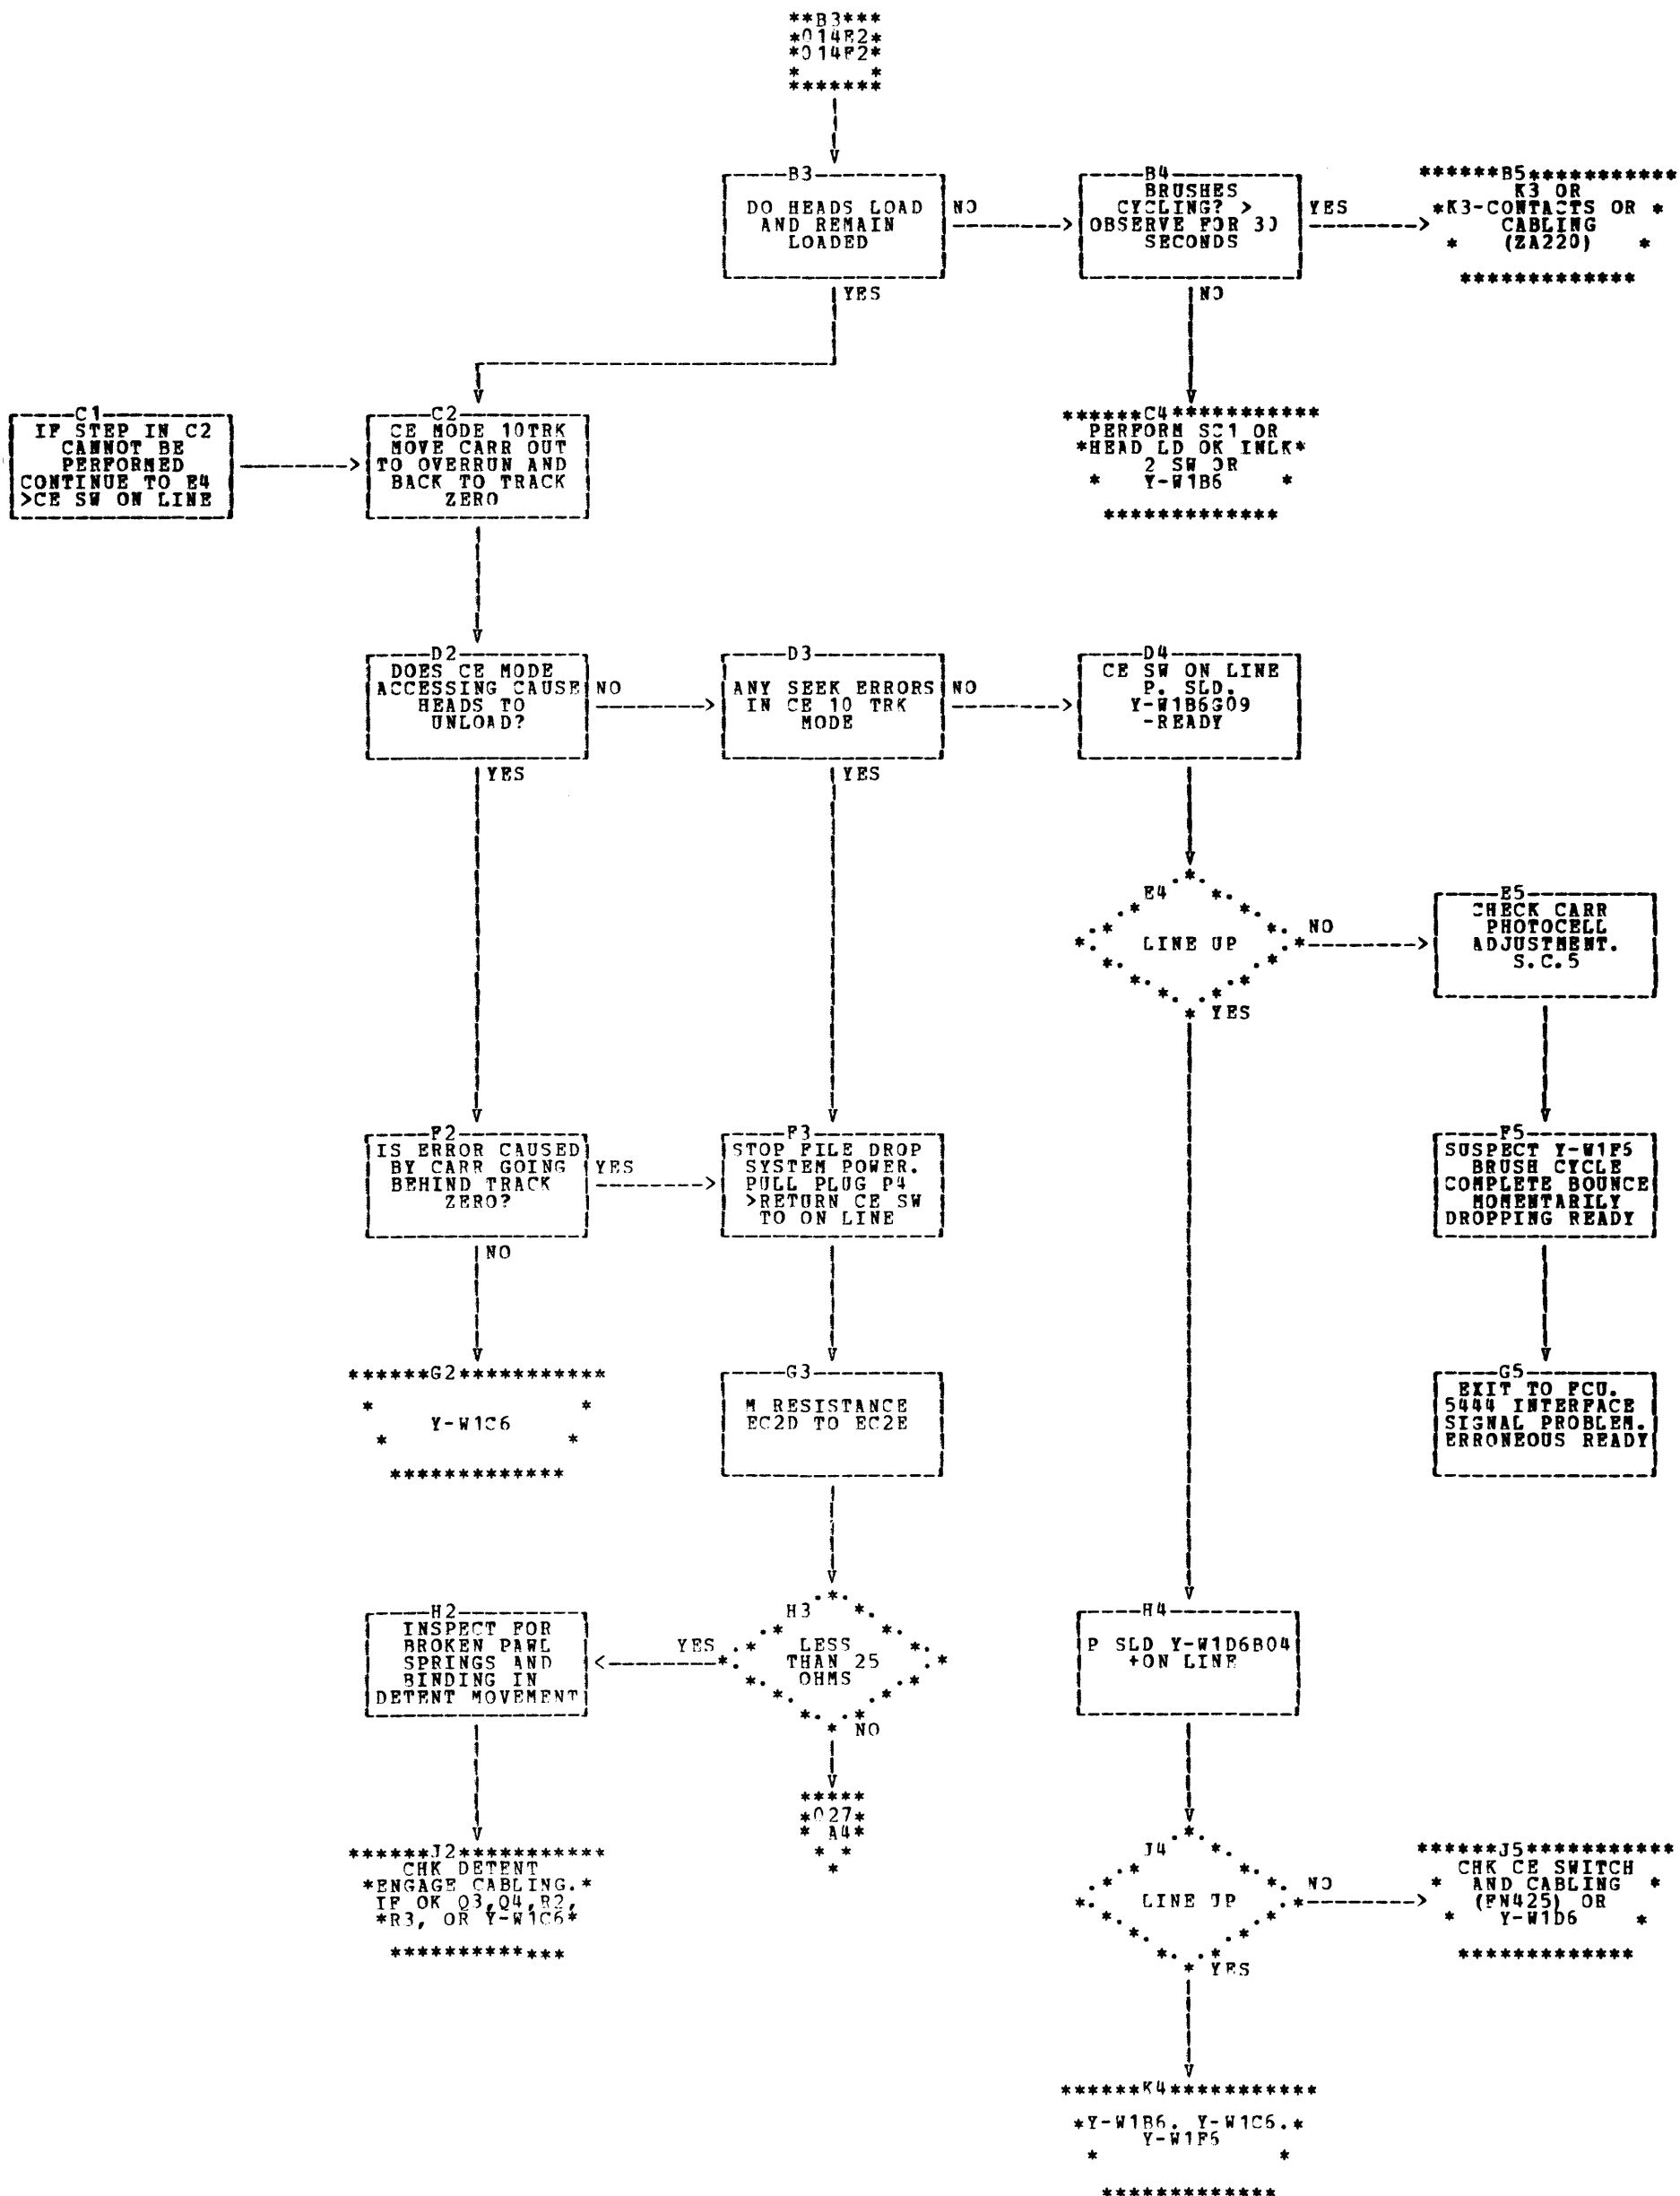 **B3***
*014E2*
*014F2*
* *
*******
B3
DO HEADS LOAD
AND REMAIN
LOADED
NO
YES
B4
BRUSHES
CYCLING? >
OBSERVE FOR 30
SECONDS
YES
NO
******B5***********
K3 OR
*K3-CONTACTS OR *
CABLING
* (ZA220) *
*************
C1
IF STEP IN C2
CANNOT BE
PERFORMED
CONTINUE TO E4
>CE SW ON LINE
C2
CE MODE 10TRK
MOVE CARR OUT
TO OVERRUN AND
BACK TO TRACK
ZERO
******C4***********
PERFORM SC1 OR
*HEAD LD OK INLK*
2 SW OR
* Y-W1B6 *
*************
D2
DOES CE MODE
ACCESSING CAUSE
HEADS TO
UNLOAD?
NO
YES
D3
ANY SEEK ERRORS
IN CE 10 TRK
MODE
NO
YES
D4
CE SW ON LINE
P. SLD.
Y-W1B6G09
-READY
E4
LINE UP
NO
YES
E5
CHECK CARR
PHOTOCELL
ADJUSTMENT.
S.C.5
F2
IS ERROR CAUSED
BY CARR GOING
BEHIND TRACK
ZERO?
YES
NO
F3
STOP FILE DROP
SYSTEM POWER.
PULL PLUG P4
>RETURN CE SW
TO ON LINE
F5
SUSPECT Y-W1F5
BRUSH CYCLE
COMPLETE BOUNCE
MOMENTARILY
DROPPING READY
******G2***********
* *
Y-W1C6
* *
*************
G3
M RESISTANCE
EC2D TO EC2E
G5
EXIT TO FCU.
5444 INTERFACE
SIGNAL PROBLEM.
ERRONEOUS READY
H2
INSPECT FOR
BROKEN PAWL
SPRINGS AND
BINDING IN
DETENT MOVEMENT
H3
LESS
THAN 25
OHMS
YES
NO
H4
P SLD Y-W1D6B04
+ON LINE
*****
*027*
* A4*
* *
*
******J2***********
CHK DETENT
*ENGAGE CABLING.*
IF OK Q3,Q4,R2,
*R3, OR Y-W1C6*
*************
J4
LINE UP
NO
YES
******J5***********
CHK CE SWITCH
* AND CABLING *
(FN425) OR
* Y-W1D6 *
*************
******K4***********
*Y-W1B6. Y-W1C6.*
Y-W1F5
* *
*************